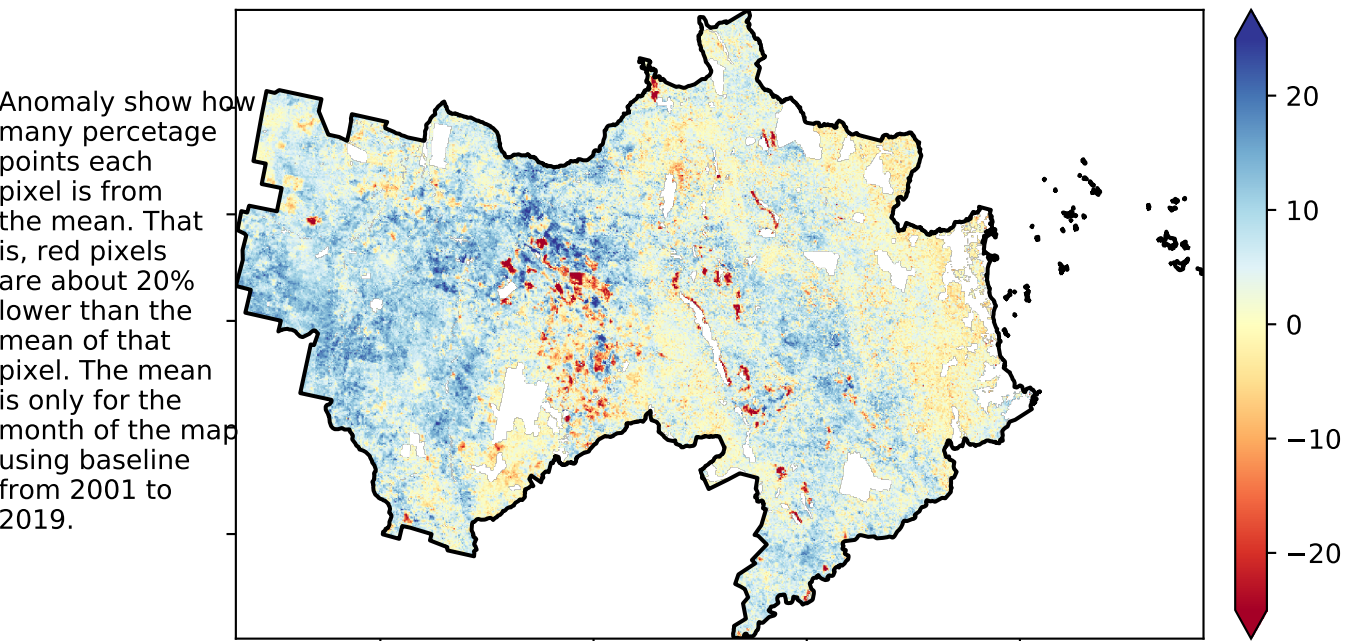 Anomaly show how
many percetage
points each
pixel is from
the mean. That
is, red pixels
are about 20%
lower than the
mean of that
pixel. The mean
is only for the
month of the map
using baseline
from 2001 to
2019.
20
10
0
−10
−20